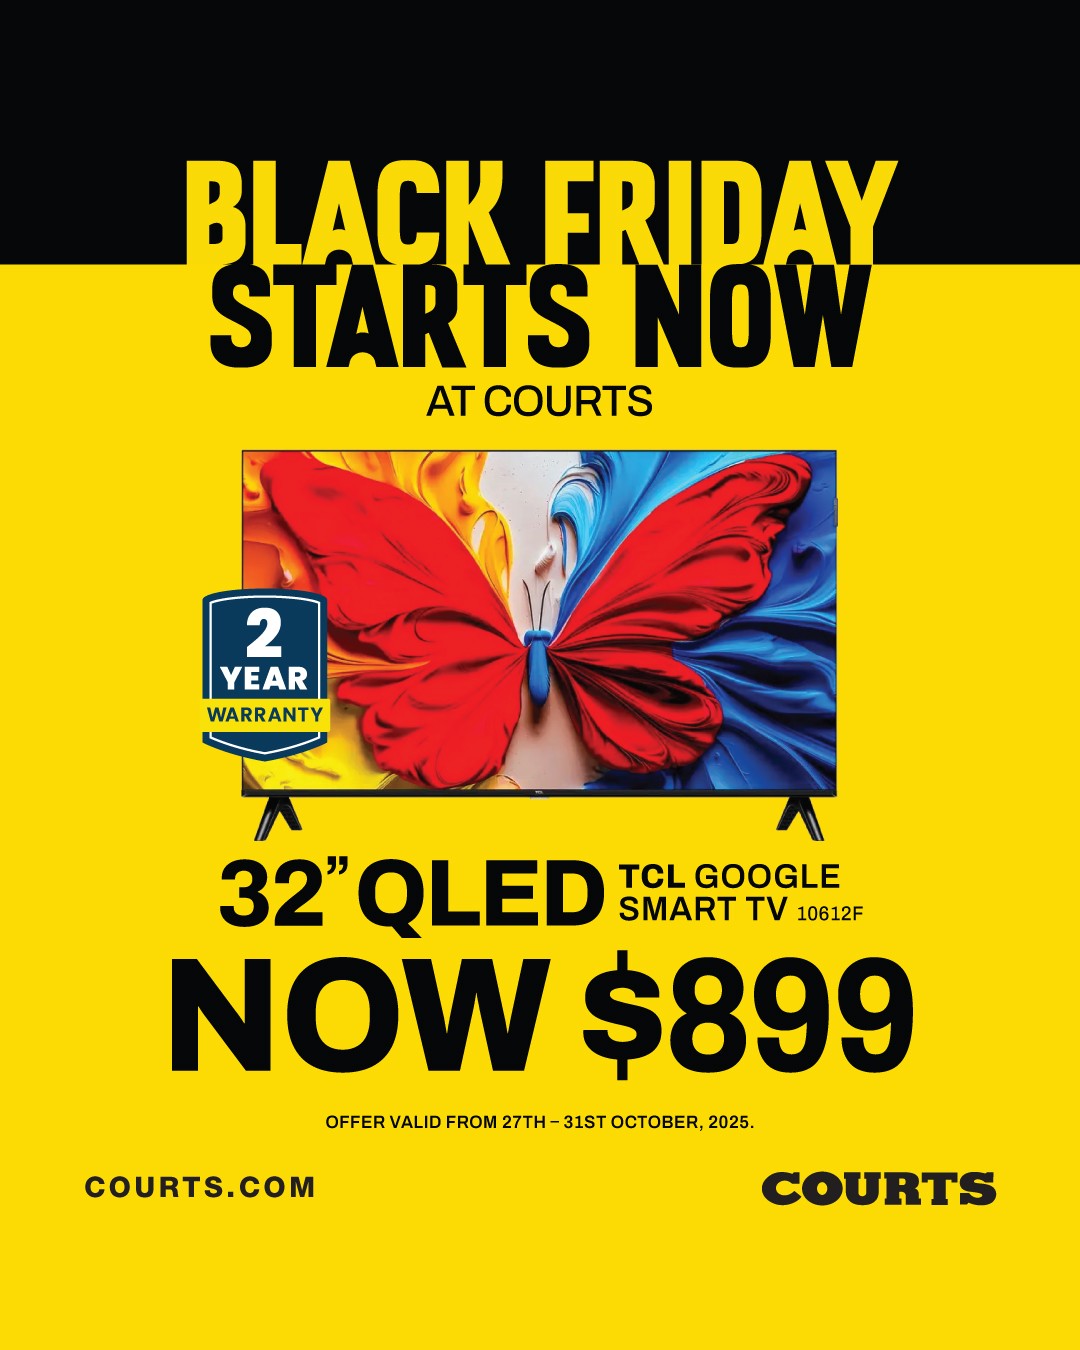 BLACK FRIDAY
STARTS NOW
AT COURTS
2
YEAR
WARRANTY
TCL
32” QLED TCL GOOGLE
SMART TV 10612F
NOW $899
OFFER VALID FROM 27TH – 31ST OCTOBER, 2025.
COURTS.COM
COURTS